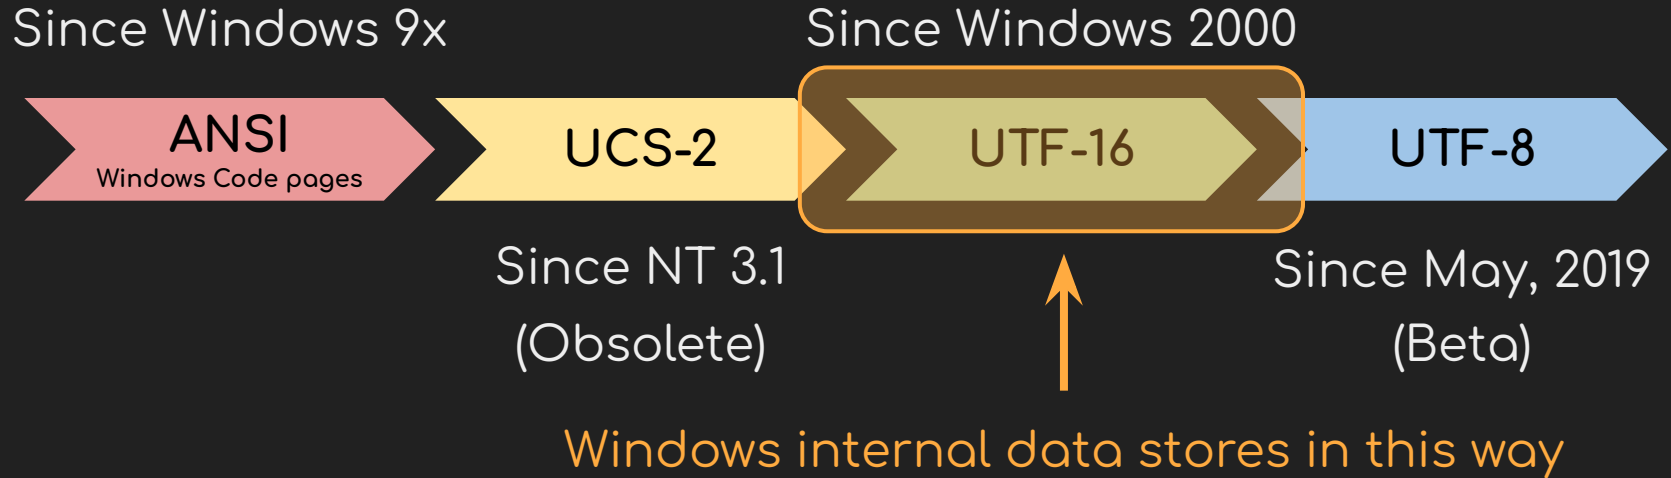 Since Windows 9x
Since Windows 2000
ANSI
Windows Code pages
UCS-2
UTF-16
UTF-8
Since NT 3.1
(Obsolete)
Since May, 2019
(Beta)
Windows internal data stores in this way